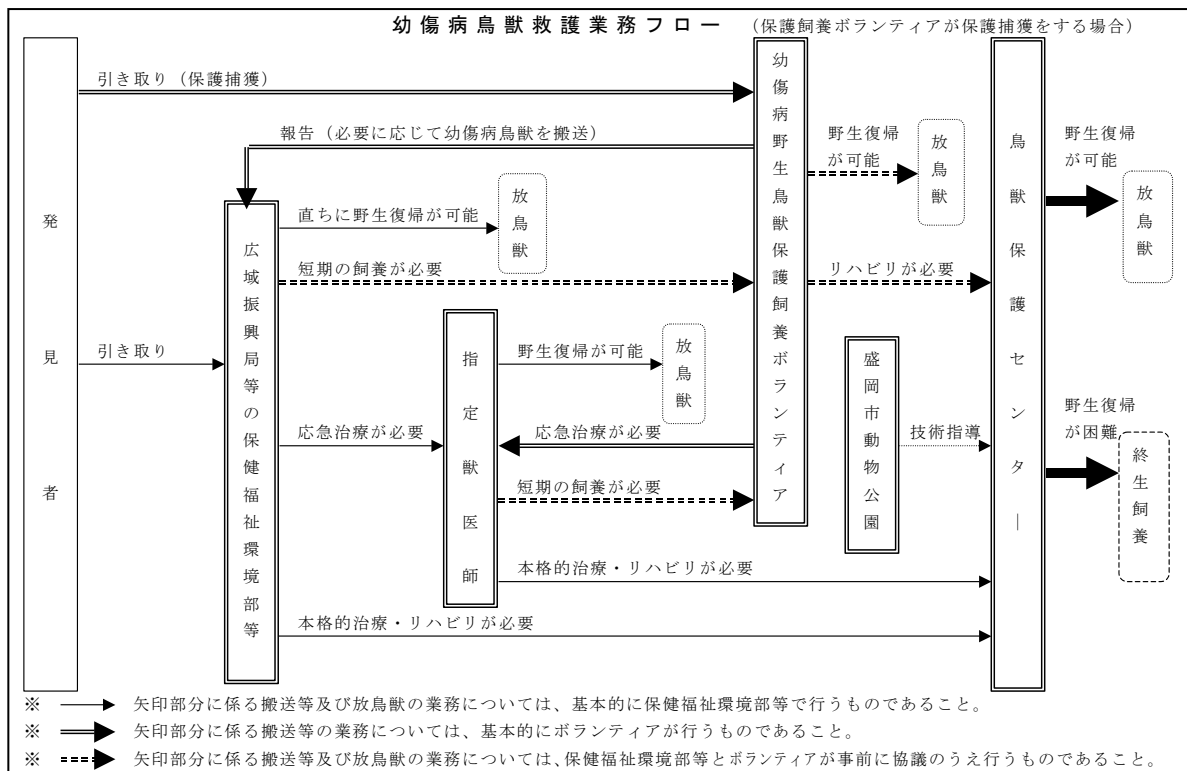 幼傷病鳥獣救護業務フロー (保護飼養ボランティアが保護捕獲をする場合)
発見者
引き取り(保護捕獲)
報告(必要に応じて幼傷病鳥獣を搬送)
引き取り
広域振興局等の保健福祉環境部等
直ちに野生復帰が可能
放鳥獣
短期の飼養が必要
応急治療が必要
本格的治療・リハビリが必要
指定獣医師
野生復帰が可能
放鳥獣
応急治療が必要
短期の飼養が必要
本格的治療・リハビリが必要
幼傷病野生鳥獣保護飼養ボランティア
野生復帰
が可能
放鳥獣
リハビリが必要
盛岡市動物公園
技術指導
鳥獣保護センター
野生復帰
が可能
放鳥獣
野生復帰
が困難
終生飼養
※ 矢印部分に係る搬送等及び放鳥獣の業務については、基本的に保健福祉環境部等で行うものであること。
※ 矢印部分に係る搬送等の業務については、基本的にボランティアが行うものであること。
※ 矢印部分に係る搬送等及び放鳥獣の業務については、保健福祉環境部等とボランティアが事前に協議のうえ行うものであること。